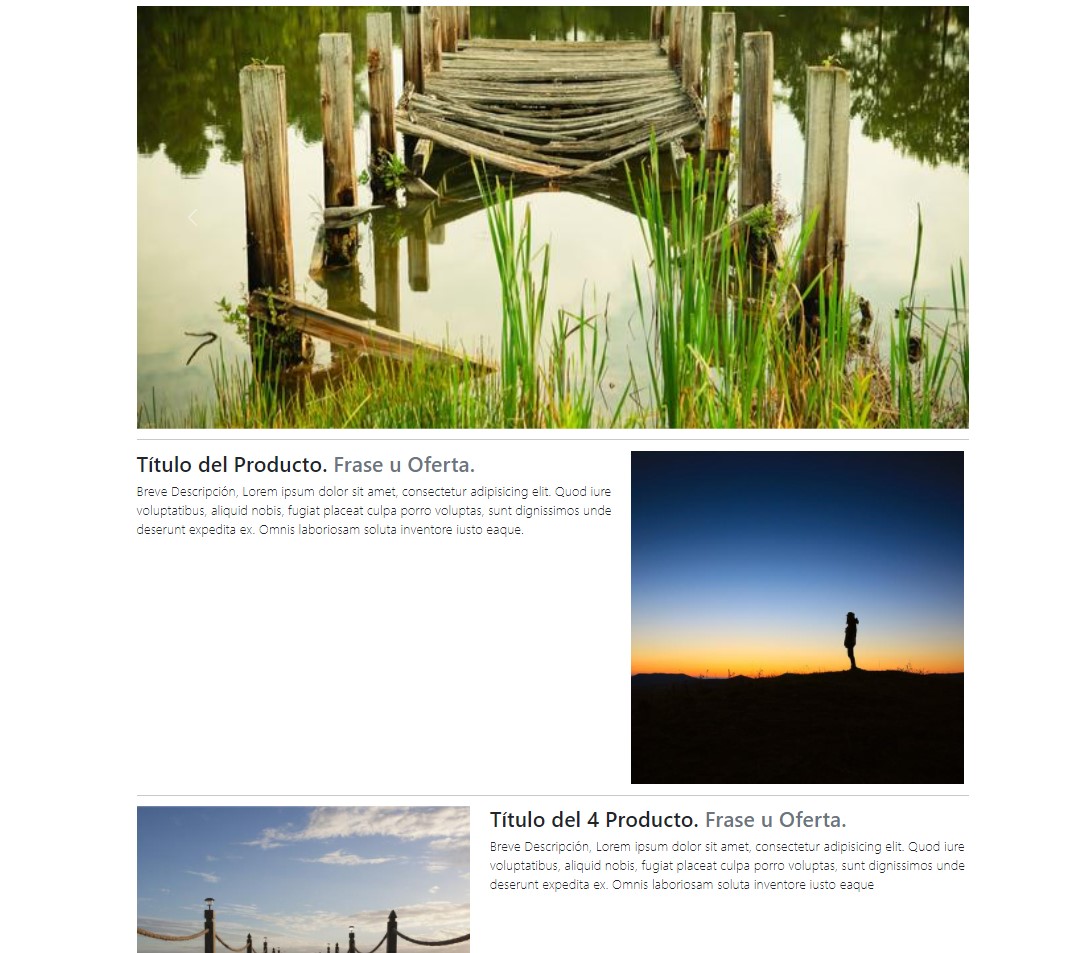 Título del Producto. Frase u Oferta.
Breve Descripción, Lorem ipsum dolor sit amet, consectetur adipisicing elit. Quod iure
voluptatibus, aliquid nobis, fugiat placeat culpa porro voluptas, sunt dignissimos unde
deserunt expedita ex. Omnis laboriosam soluta inventore iusto eaque.
Título del 4 Producto. Frase u Oferta.
Breve Descripción, Lorem ipsum dolor sit amet, consectetur adipisicing elit. Quod iure
voluptatibus, aliquid nobis, fugiat placeat culpa porro voluptas, sunt dignissimos unde
deserunt expedita ex. Omnis laboriosam soluta inventore iusto eaque